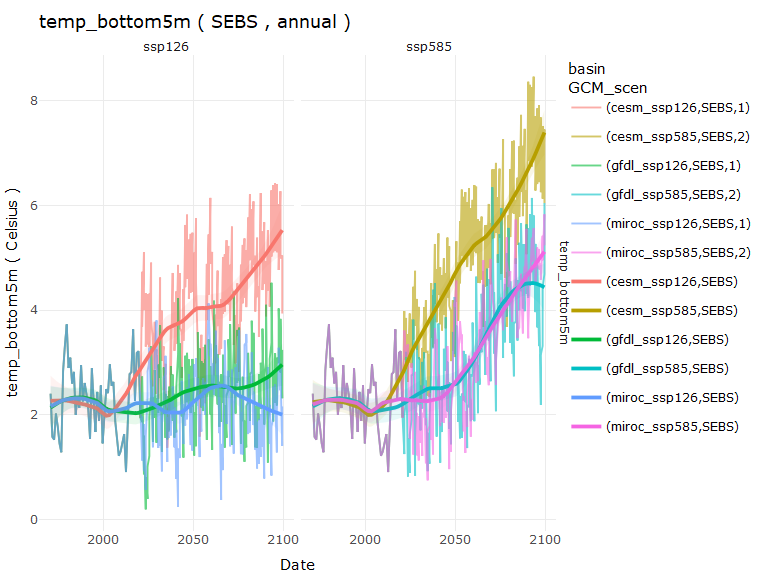 temp_bottom5m ( SEBS , annual )
ssp126
ssp585
temp_bottom5m ( Celsius )
8
6
4
2
0
2000
2050
2100
2000
2050
2100
Date
temp_bottom5m
basin
GCM_scen
(cesm_ssp126,SEBS,1)
(cesm_ssp585,SEBS,2)
(gfdl_ssp126,SEBS,1)
(gfdl_ssp585,SEBS,2)
(miroc_ssp126,SEBS,1)
(miroc_ssp585,SEBS,2)
(cesm_ssp126,SEBS)
(cesm_ssp585,SEBS)
(gfdl_ssp126,SEBS)
(gfdl_ssp585,SEBS)
(miroc_ssp126,SEBS)
(miroc_ssp585,SEBS)